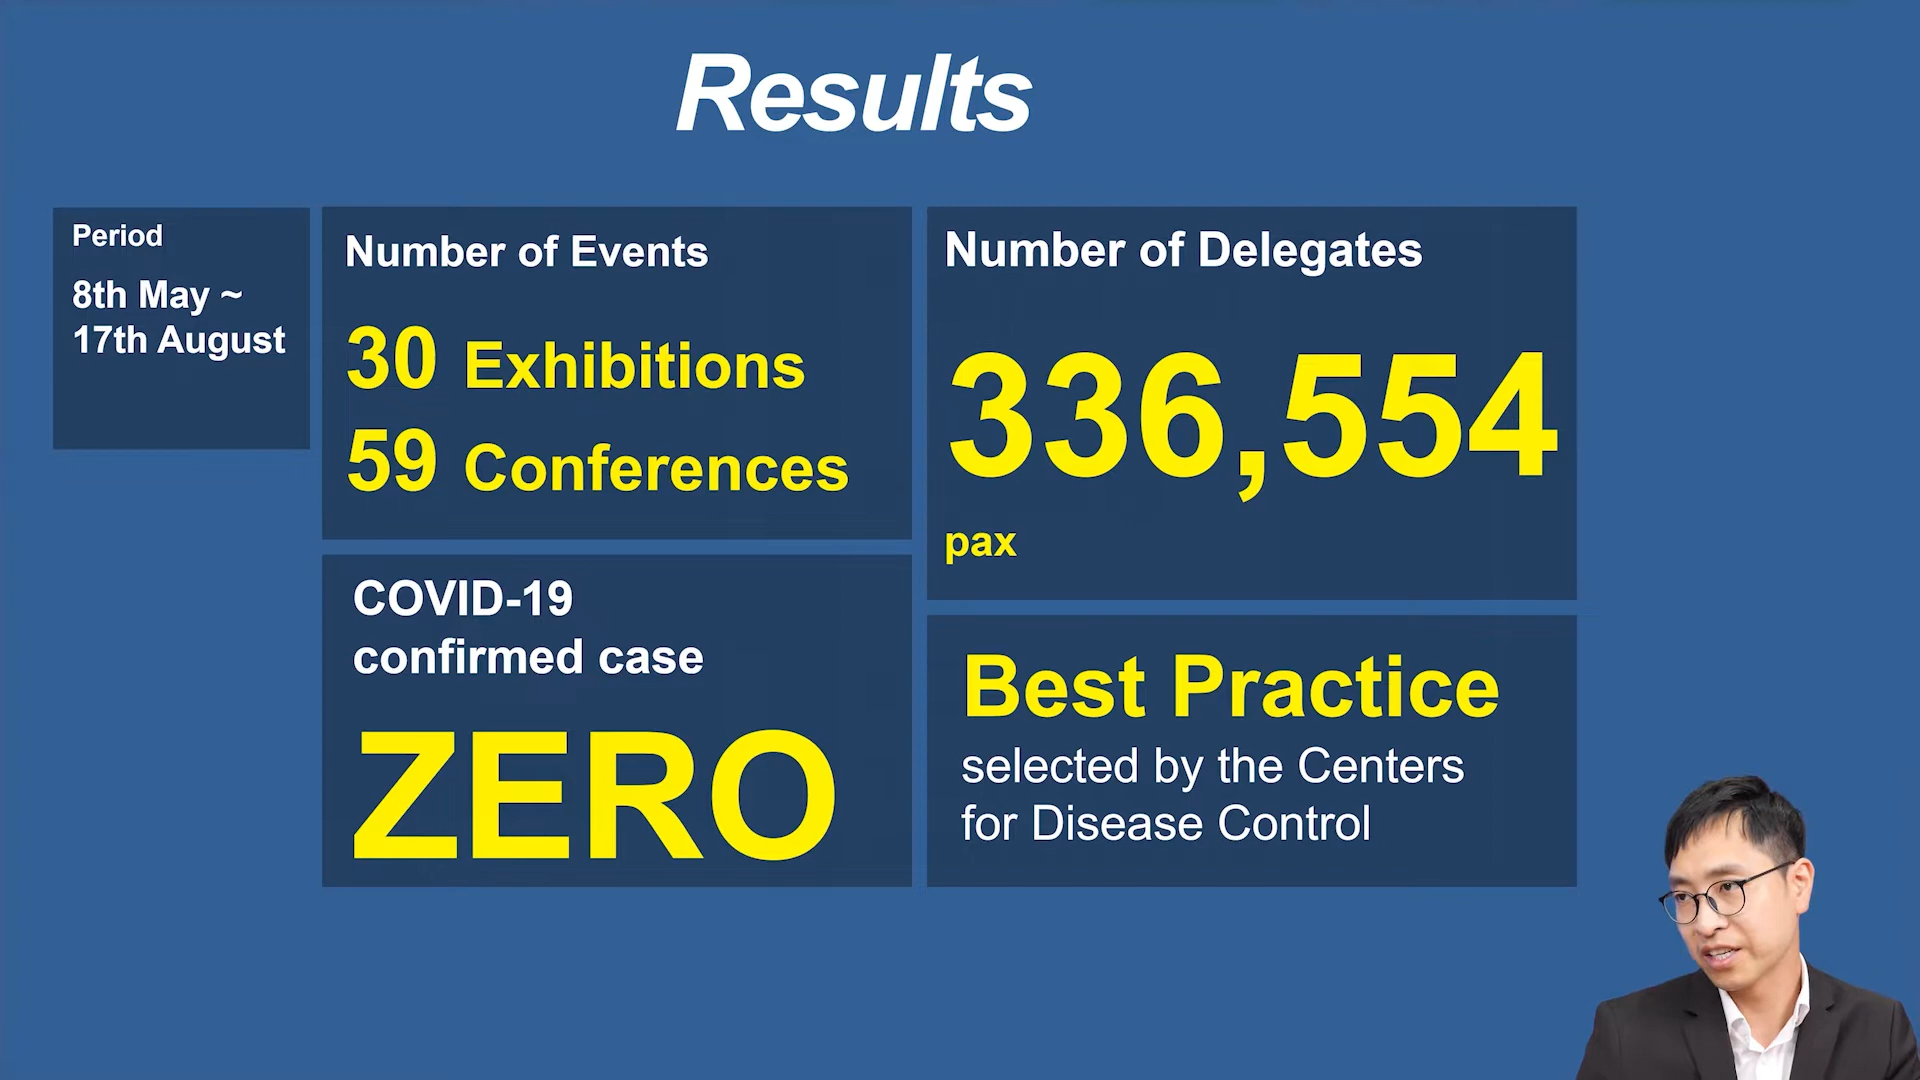 Results
Period
8th May ~
17th August
Number of Events
30 Exhibitions
59 Conferences
Number of Delegates
336,554
pax
COVID-19
confirmed case
ZERO
Best Practice
selected by the Centers
for Disease Control